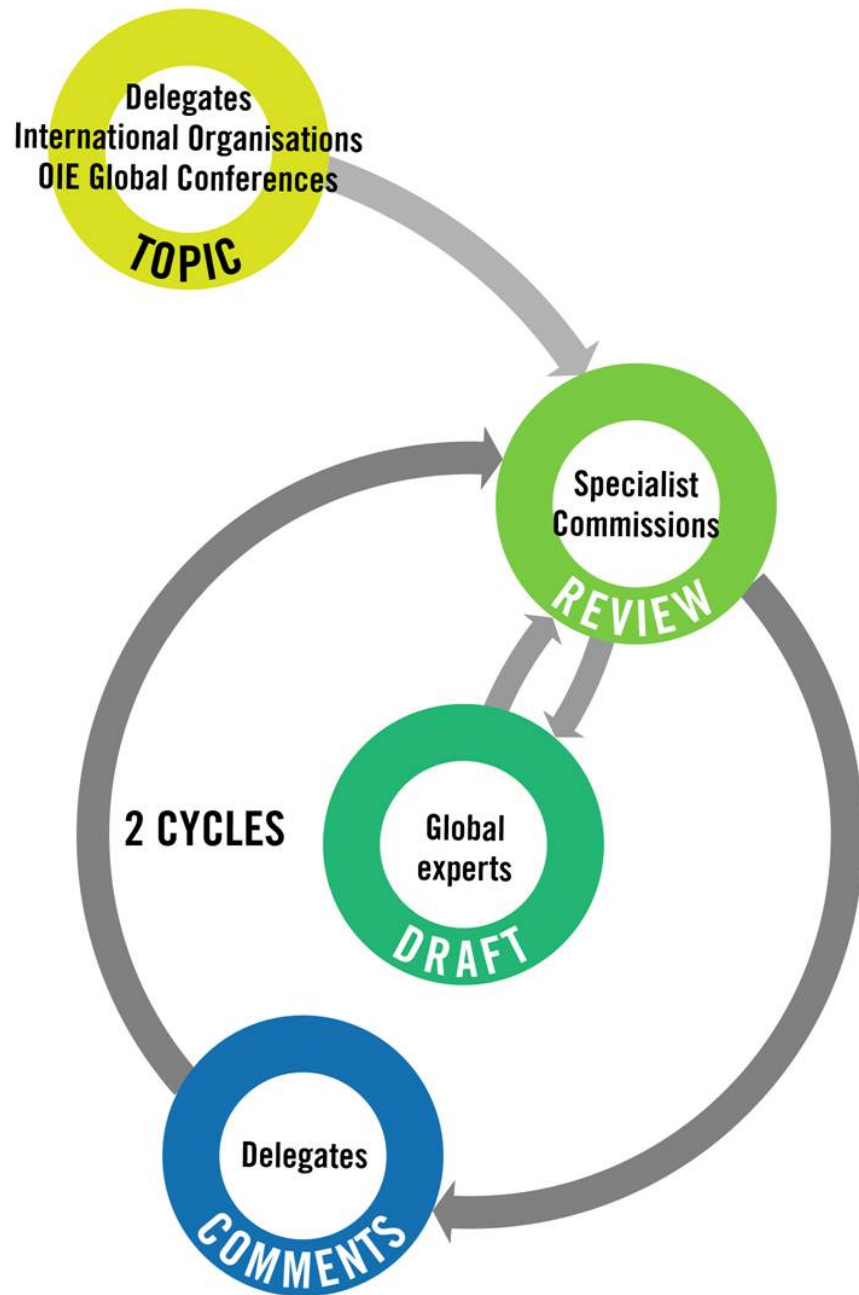 Delegates
International Organisations
OIE Global Conferences
TOPIC
Specialist
Commissions
REVIEW
2 CYCLES
Global
experts
DRAFT
Delegates
COMMENTS